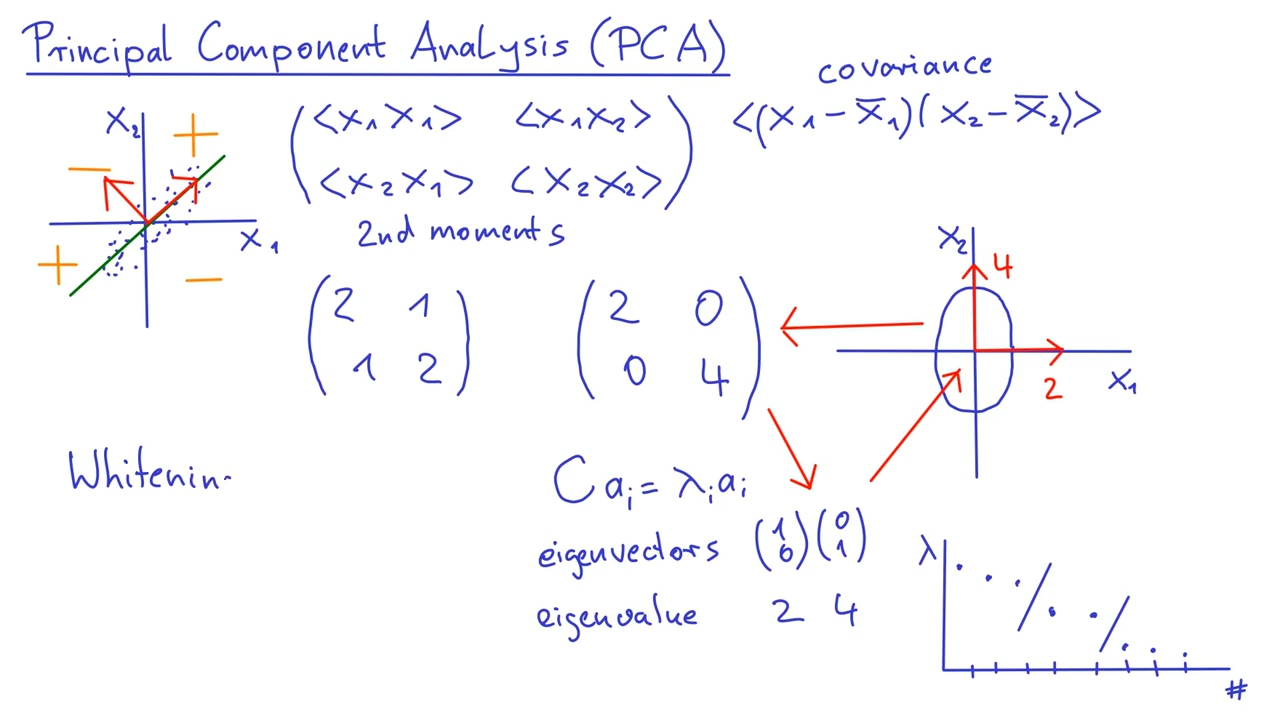 Principal Component Analysis (PCA)
covariance
X₂ + −
(⟨x₁x₁⟩ ⟨x₁x₂⟩) ⟨(x₁−x̅₁)(x₂−x̅₂)⟩
(⟨x₂x₁⟩ ⟨x₂x₂⟩)
X₁
+ −
2nd moments
X₂
4
(2 1) (2 0)
(1 2) (0 4)
2
X₁
Whitenin
C aᵢ = λᵢaᵢ
eigenvectors (1 0) (0 1)
eigenvalue 2 4
λ
#